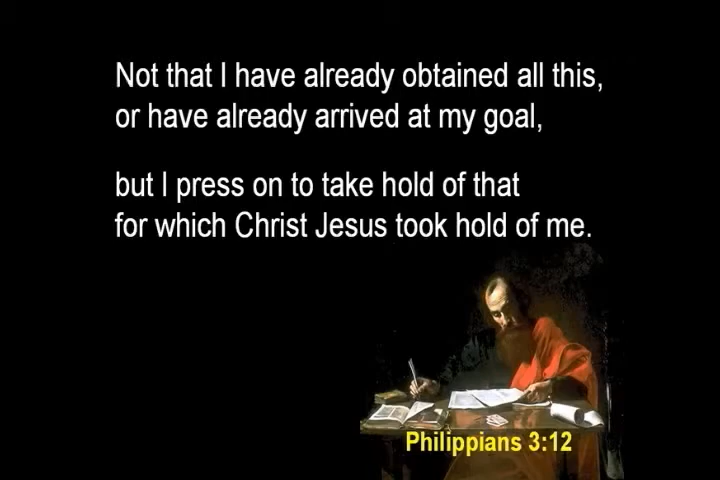 Not that I have already obtained all this,
or have already arrived at my goal,
but I press on to take hold of that
for which Christ Jesus took hold of me.
Philippians 3:12